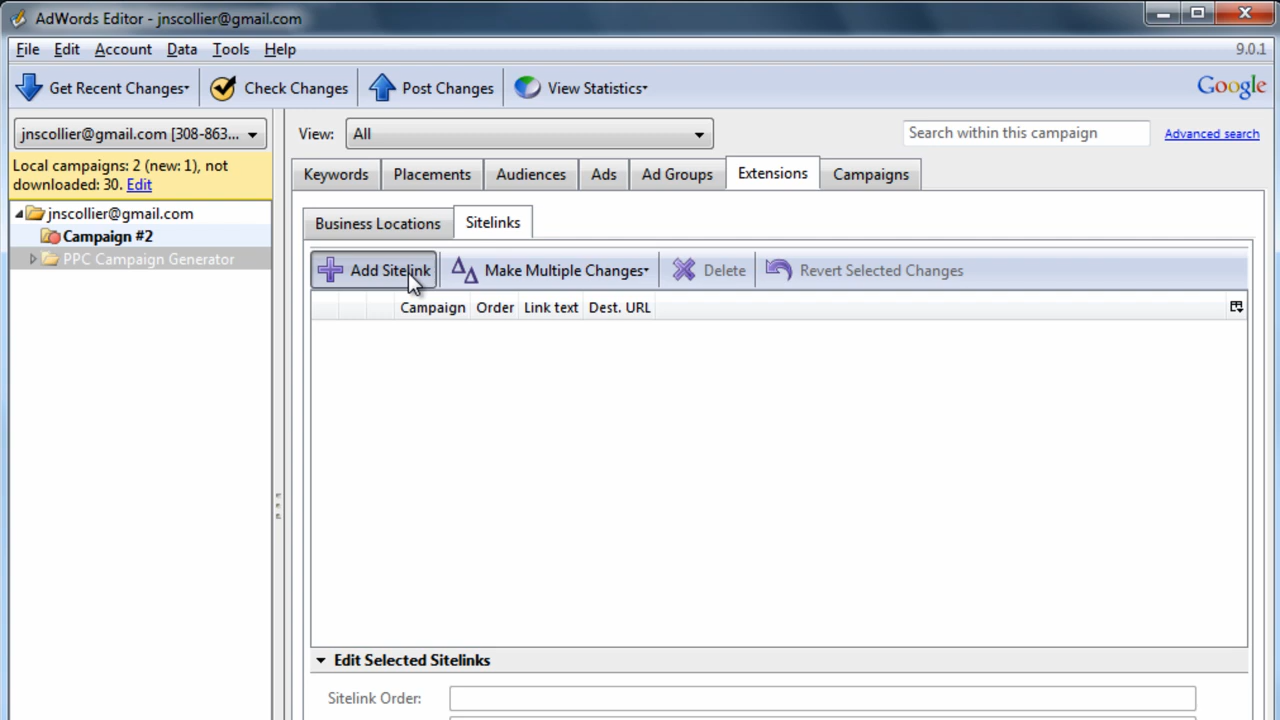 AdWords Editor - jnscollier@gmail.com
File Edit Account Data Tools Help 9.0.1
Get Recent Changes Check Changes Post Changes View Statistics Google
jnscollier@gmail.com [308-863... View: All Search within this campaign Advanced search
Local campaigns: 2 (new: 1), not
downloaded: 30. Edit
Keywords Placements Audiences Ads Ad Groups Extensions Campaigns
jnscollier@gmail.com
Campaign #2
PPC Campaign Generator
Business Locations Sitelinks
Add Sitelink Make Multiple Changes Delete Revert Selected Changes
Campaign Order Link text Dest. URL
Edit Selected Sitelinks
Sitelink Order: